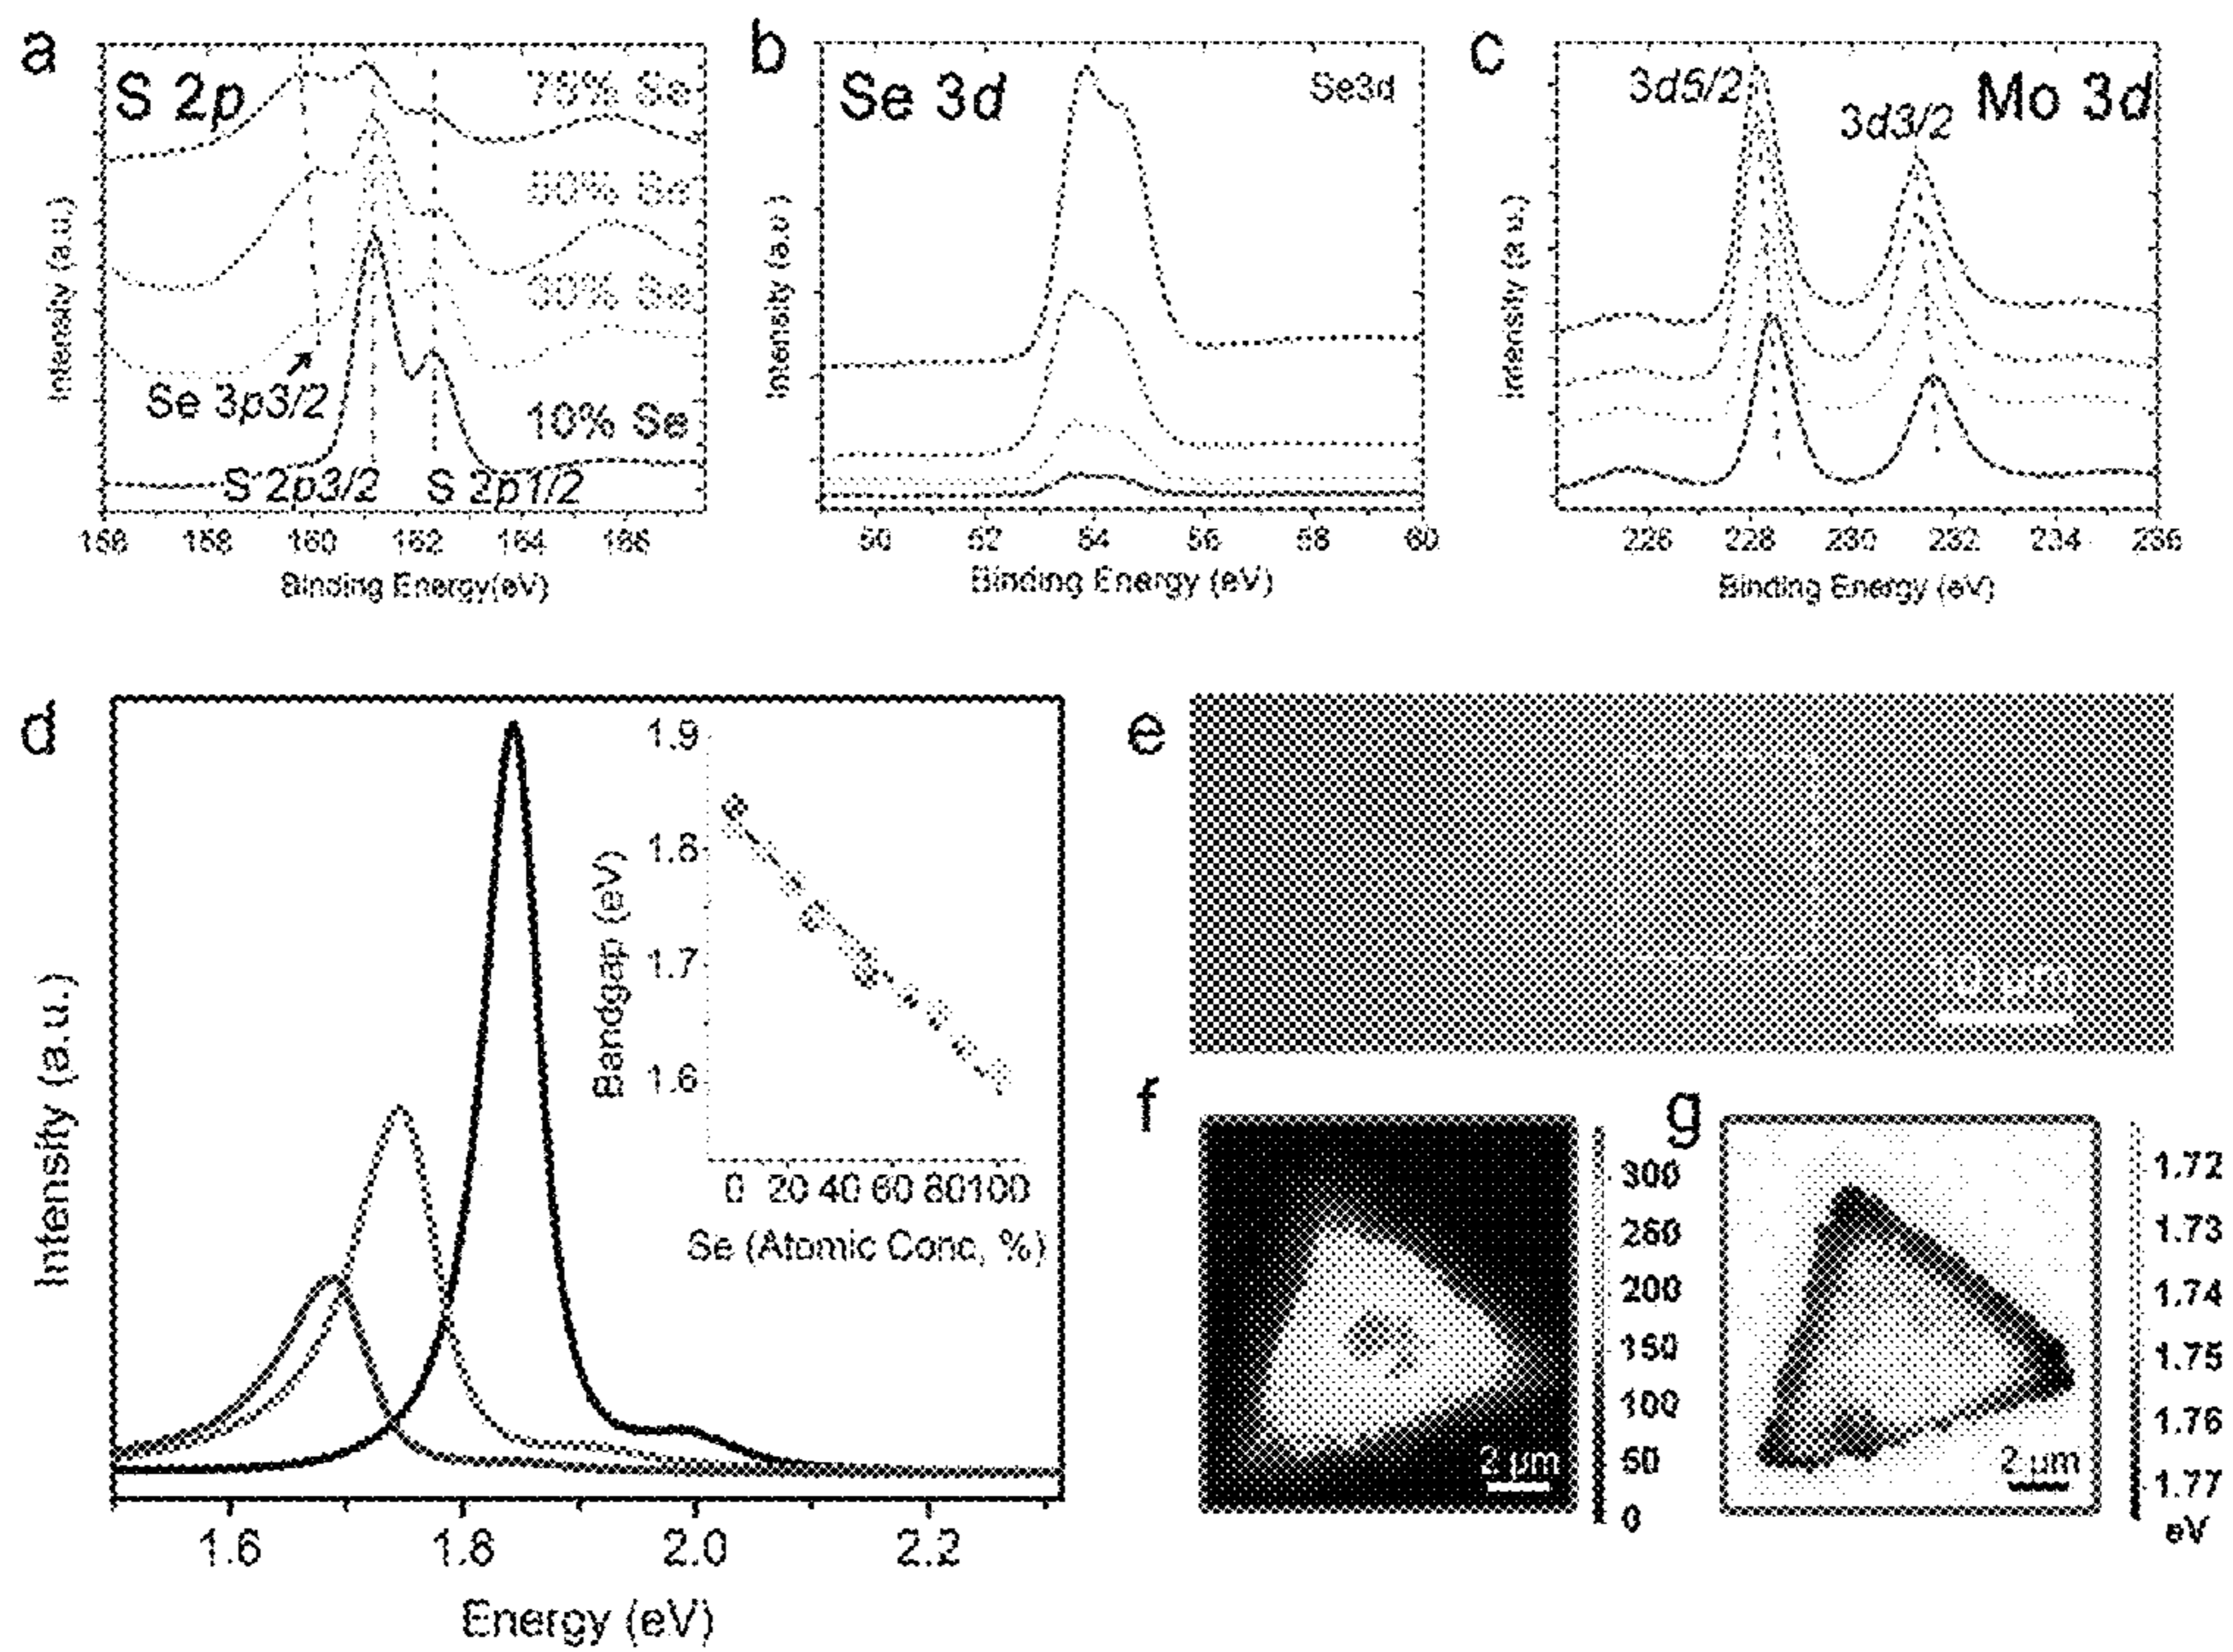 a
S 2p
75% Se
50% Se
30% Se
Se 3p3/2
10% Se
S 2p3/2
S 2p1/2
Intensity (a.u.)
156 158 160 162 164 166
Binding Energy(eV)
b
Se 3d
Se3d
Intensity (a.u.)
50 52 54 56 58 60
Binding Energy (eV)
c
3d5/2
3d3/2
Mo 3d
Intensity (a.u.)
226 228 230 232 234 236
Binding Energy (eV)
d
Intensity (a.u.)
1.6 1.8 2.0 2.2
Energy (eV)
Bandgap (eV)
1.9
1.8
1.7
1.6
0 20 40 60 80 100
Se (Atomic Conc, %)
e
10 μm
f
2 μm
300
250
200
150
100
50
0
g
2 μm
1.72
1.73
1.74
1.75
1.76
1.77
eV